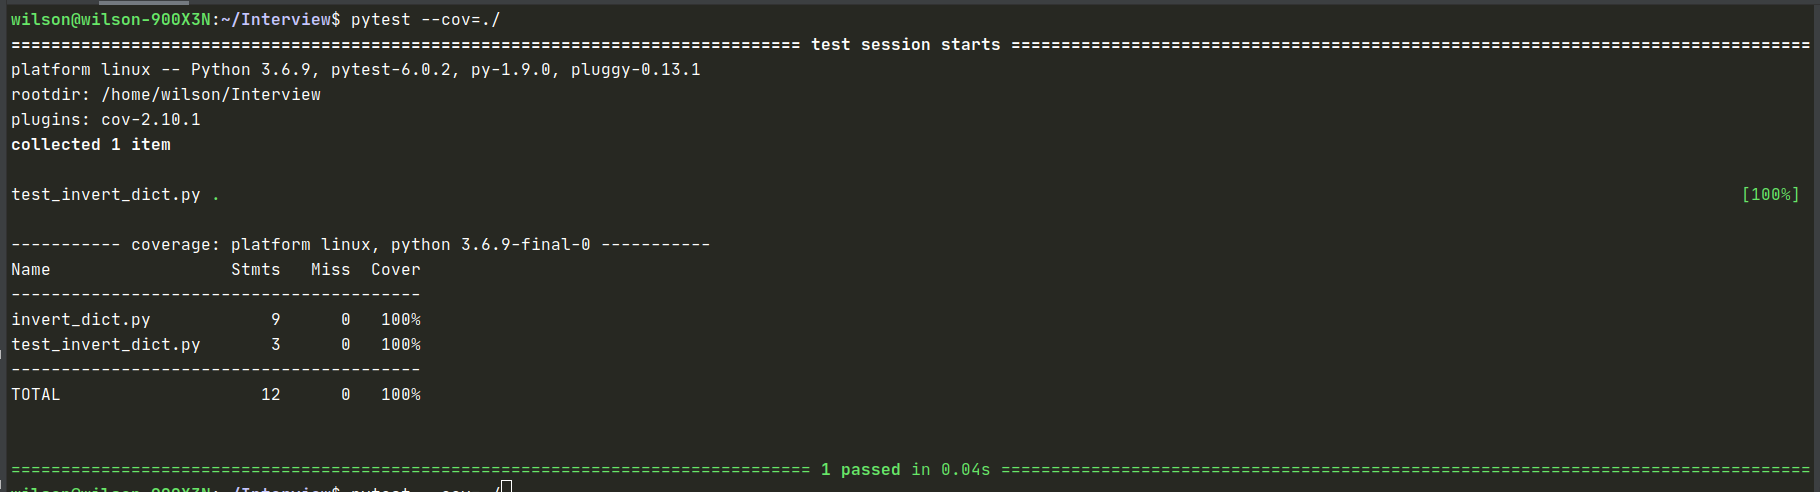 wilson@wilson-900X3N:~/Interview$ pytest --cov=./
=============================================================================== test session starts ================================================================================
platform linux -- Python 3.6.9, pytest-6.0.2, py-1.9.0, pluggy-0.13.1
rootdir: /home/wilson/Interview
plugins: cov-2.10.1
collected 1 item
test_invert_dict.py . [100%]
----------- coverage: platform linux, python 3.6.9-final-0 -----------
Name Stmts Miss Cover
-----------------------------------------
invert_dict.py 9 0 100%
test_invert_dict.py 3 0 100%
-----------------------------------------
TOTAL 12 0 100%
================================================================================ 1 passed in 0.04s =================================================================================
wilson@wilson-900X3N:~/Interview$ pytest --cov=./